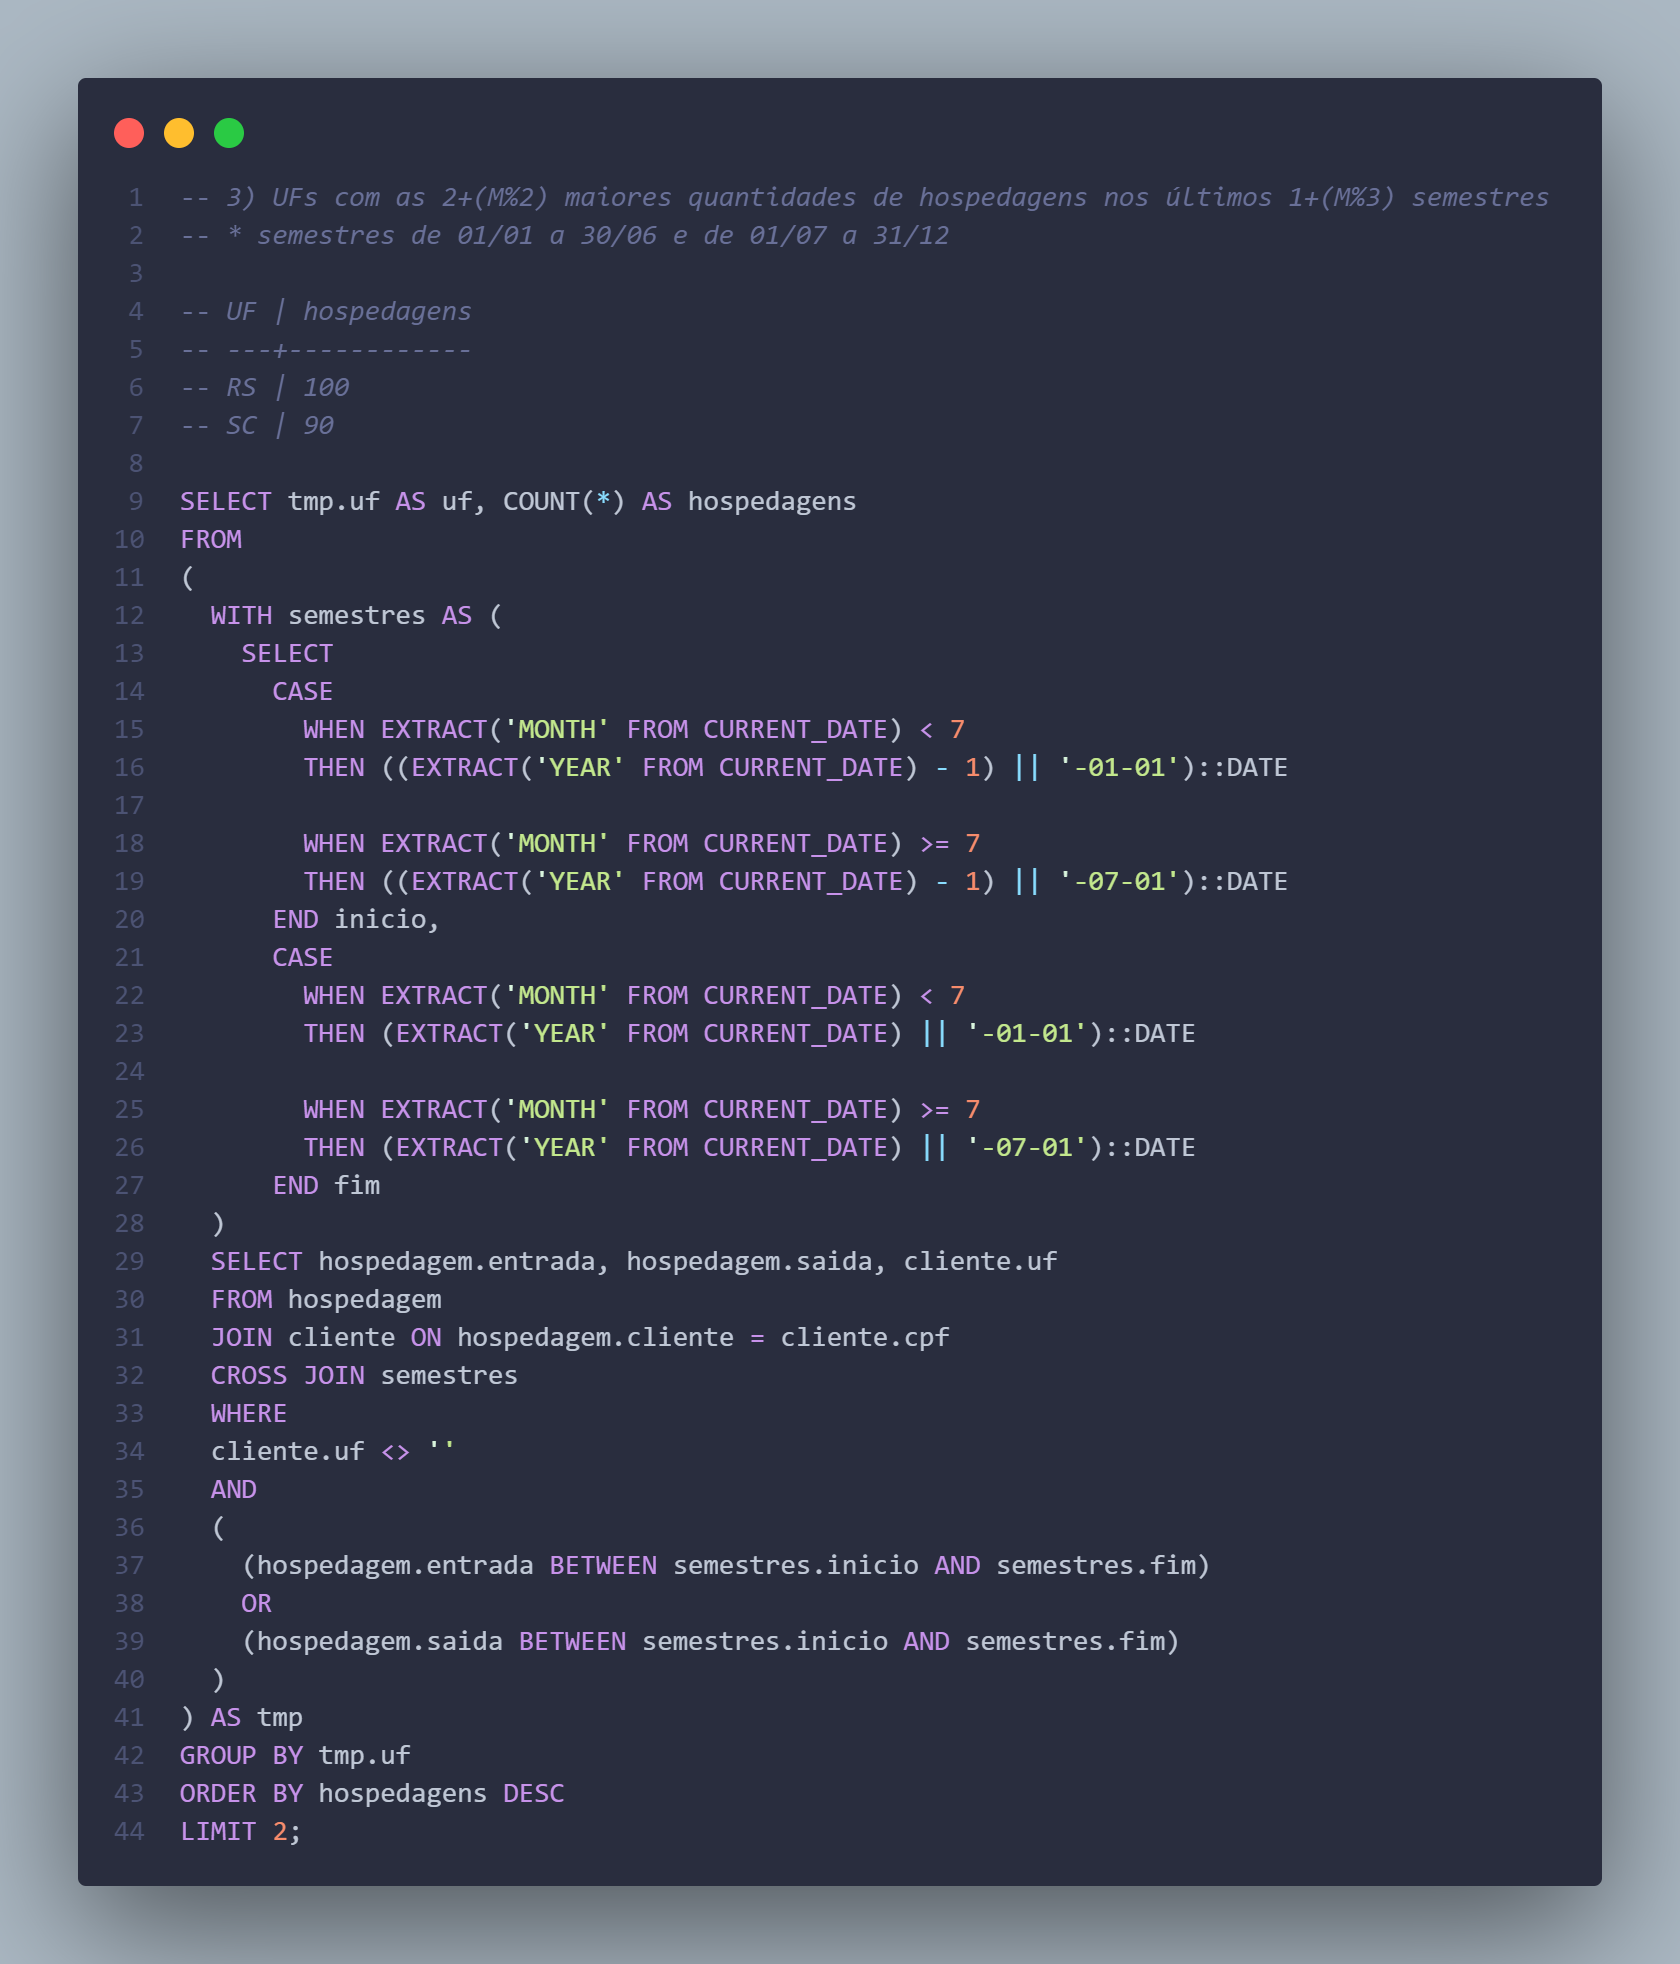 1 -- 3) UFs com as 2+(M%2) maiores quantidades de hospedagens nos últimos 1+(M%3) semestres
2 -- * semestres de 01/01 a 30/06 e de 01/07 a 31/12
3
4 -- UF | hospedagens
5 -- ---+------------
6 -- RS | 100
7 -- SC | 90
8
9 SELECT tmp.uf AS uf, COUNT(*) AS hospedagens
10 FROM
11 (
12   WITH semestres AS (
13     SELECT
14       CASE
15         WHEN EXTRACT('MONTH' FROM CURRENT_DATE) < 7
16         THEN ((EXTRACT('YEAR' FROM CURRENT_DATE) - 1) || '-01-01')::DATE
17
18         WHEN EXTRACT('MONTH' FROM CURRENT_DATE) >= 7
19         THEN ((EXTRACT('YEAR' FROM CURRENT_DATE) - 1) || '-07-01')::DATE
20       END inicio,
21       CASE
22         WHEN EXTRACT('MONTH' FROM CURRENT_DATE) < 7
23         THEN (EXTRACT('YEAR' FROM CURRENT_DATE) || '-01-01')::DATE
24
25         WHEN EXTRACT('MONTH' FROM CURRENT_DATE) >= 7
26         THEN (EXTRACT('YEAR' FROM CURRENT_DATE) || '-07-01')::DATE
27       END fim
28   )
29   SELECT hospedagem.entrada, hospedagem.saida, cliente.uf
30   FROM hospedagem
31   JOIN cliente ON hospedagem.cliente = cliente.cpf
32   CROSS JOIN semestres
33   WHERE
34   cliente.uf <> ''
35   AND
36   (
37     (hospedagem.entrada BETWEEN semestres.inicio AND semestres.fim)
38     OR
39     (hospedagem.saida BETWEEN semestres.inicio AND semestres.fim)
40   )
41 ) AS tmp
42 GROUP BY tmp.uf
43 ORDER BY hospedagens DESC
44 LIMIT 2;